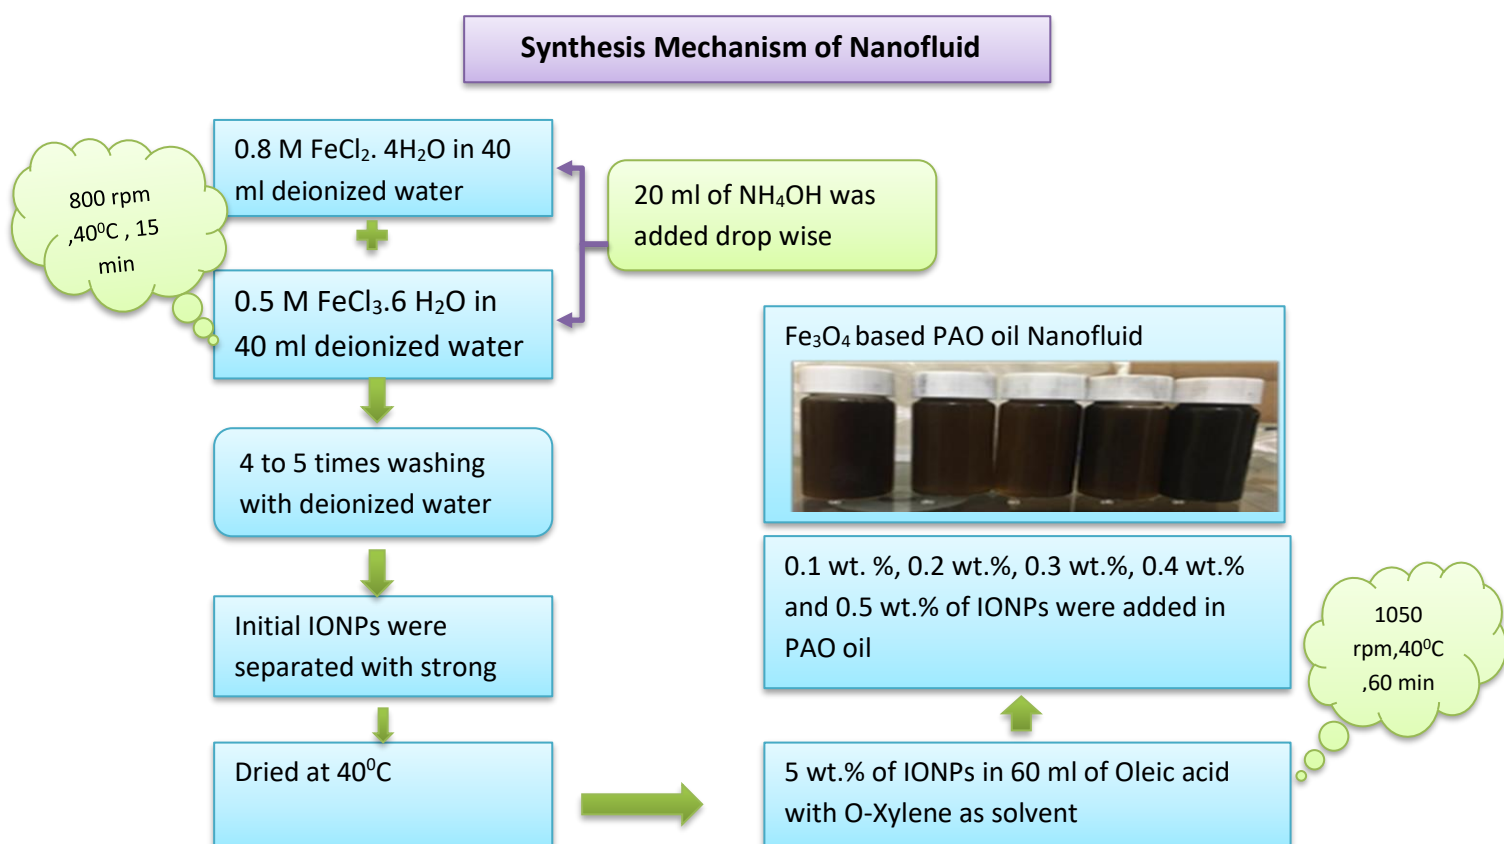 Synthesis Mechanism of Nanofluid
0.8 M FeCl₂. 4H₂O in 40
ml deionized water
800 rpm
,40⁰C , 15
min
20 ml of NH₄OH was
added drop wise
0.5 M FeCl₃.6 H₂O in
40 ml deionized water
4 to 5 times washing
with deionized water
Initial IONPs were
separated with strong
Dried at 40⁰C
5 wt.% of IONPs in 60 ml of Oleic acid
with O-Xylene as solvent
1050
rpm,40⁰C
,60 min
0.1 wt. %, 0.2 wt.%, 0.3 wt.%, 0.4 wt.%
and 0.5 wt.% of IONPs were added in
PAO oil
Fe₃O₄ based PAO oil Nanofluid